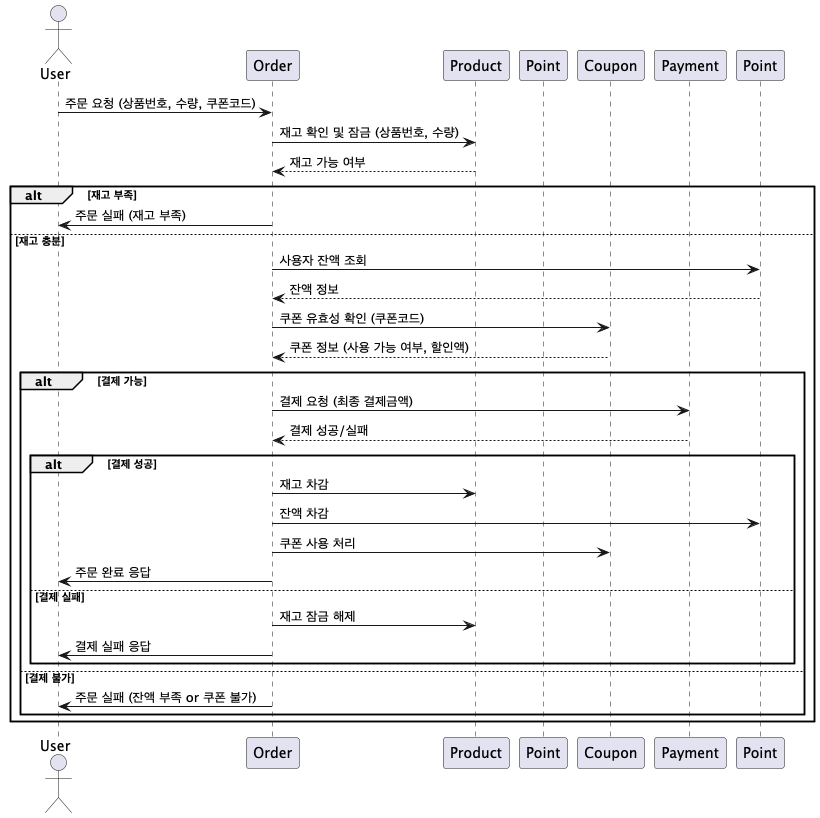 User
Order
Product
Point
Coupon
Payment
Point
주문 요청 (상품번호, 수량, 쿠폰코드)
재고 확인 및 잠금 (상품번호, 수량)
재고 가능 여부
alt [재고 부족]
주문 실패 (재고 부족)
[재고 충분]
사용자 잔액 조회
잔액 정보
쿠폰 유효성 확인 (쿠폰코드)
쿠폰 정보 (사용 가능 여부, 할인액)
alt [결제 가능]
결제 요청 (최종 결제금액)
결제 성공/실패
alt [결제 성공]
재고 차감
잔액 차감
쿠폰 사용 처리
주문 완료 응답
[결제 실패]
재고 잠금 해제
결제 실패 응답
[결제 불가]
주문 실패 (잔액 부족 or 쿠폰 불가)
User
Order
Product
Point
Coupon
Payment
Point